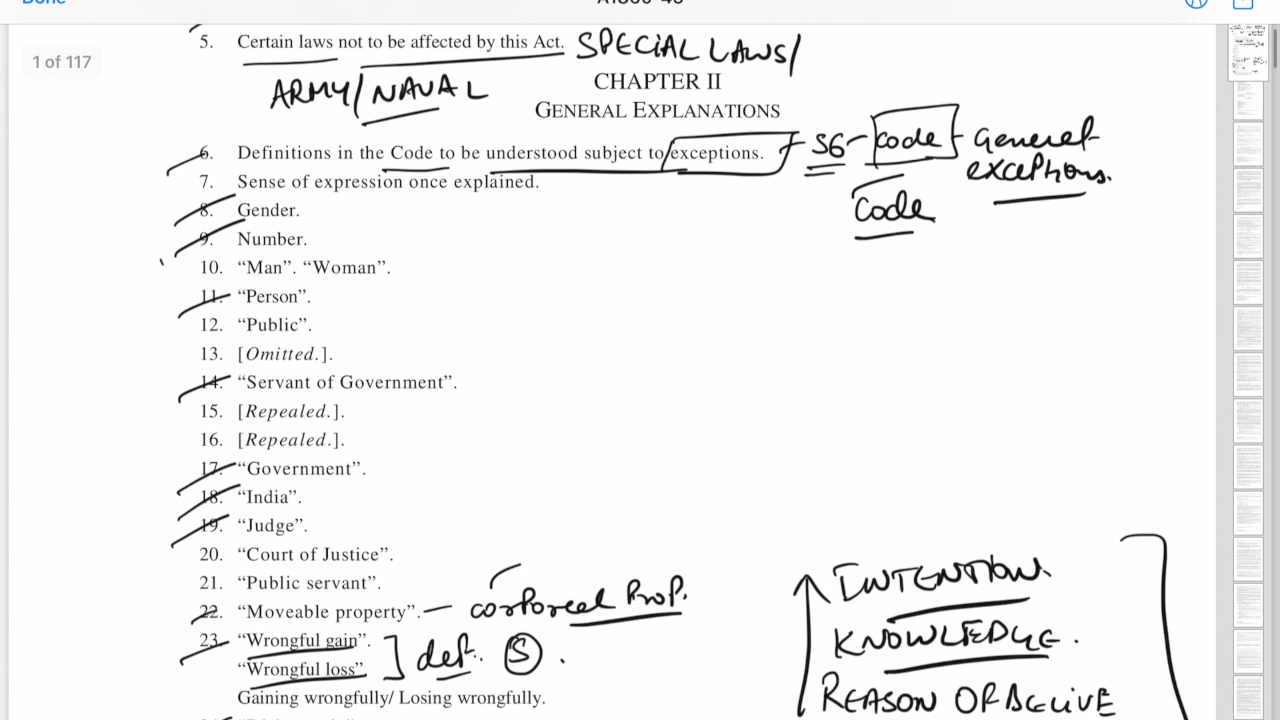 Done
1 of 117
5. Certain laws not to be affected by this Act. SPECIAL LAWS/
ARMY/NAVAL
CHAPTER II
GENERAL EXPLANATIONS
6. Definitions in the Code to be understood subject to exceptions. S6 - code - General
exceptions.
7. Sense of expression once explained.
code
8. Gender.
9. Number.
10. “Man”. “Woman”.
11. “Person”.
12. “Public”.
13. [Omitted.].
14. “Servant of Government”.
15. [Repealed.].
16. [Repealed.].
17. “Government”.
18. “India”.
19. “Judge”.
20. “Court of Justice”.
21. “Public servant”.
22. “Moveable property” — corporeal Prop.
23. “Wrongful gain”
“Wrongful loss” ] def. S.
Gaining wrongfully/ Losing wrongfully.
INTENTION
KNOWLEDGE.
REASON OF BELIVE